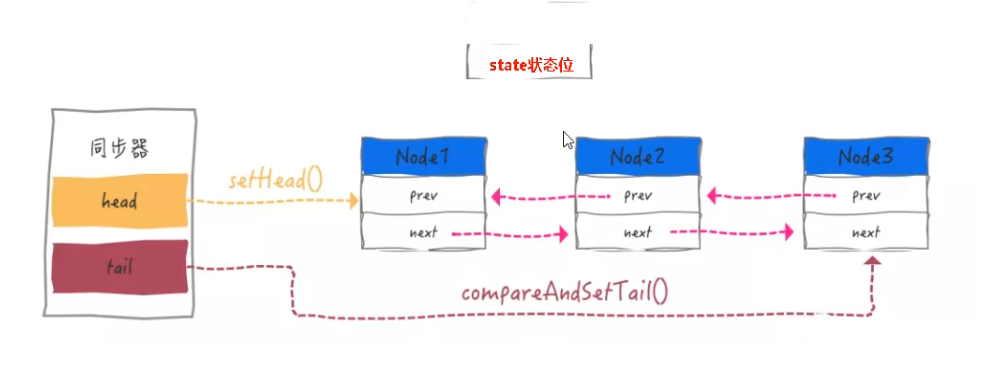 state状态位
同步器
head
tail
setHead()
Node1
prev
next
Node2
prev
next
Node3
prev
next
compareAndSetTail()